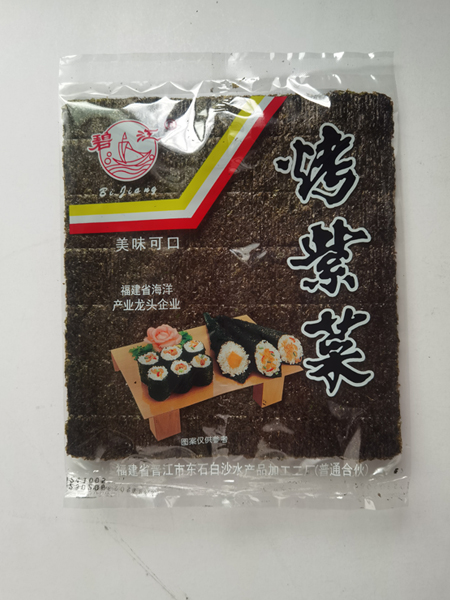 碧江
BiJiang
烤紫菜
美味可口
福建省海洋
产业龙头企业
图案仅供参考
福建省晋江市东石白沙水产品加工二厂(普通合伙)